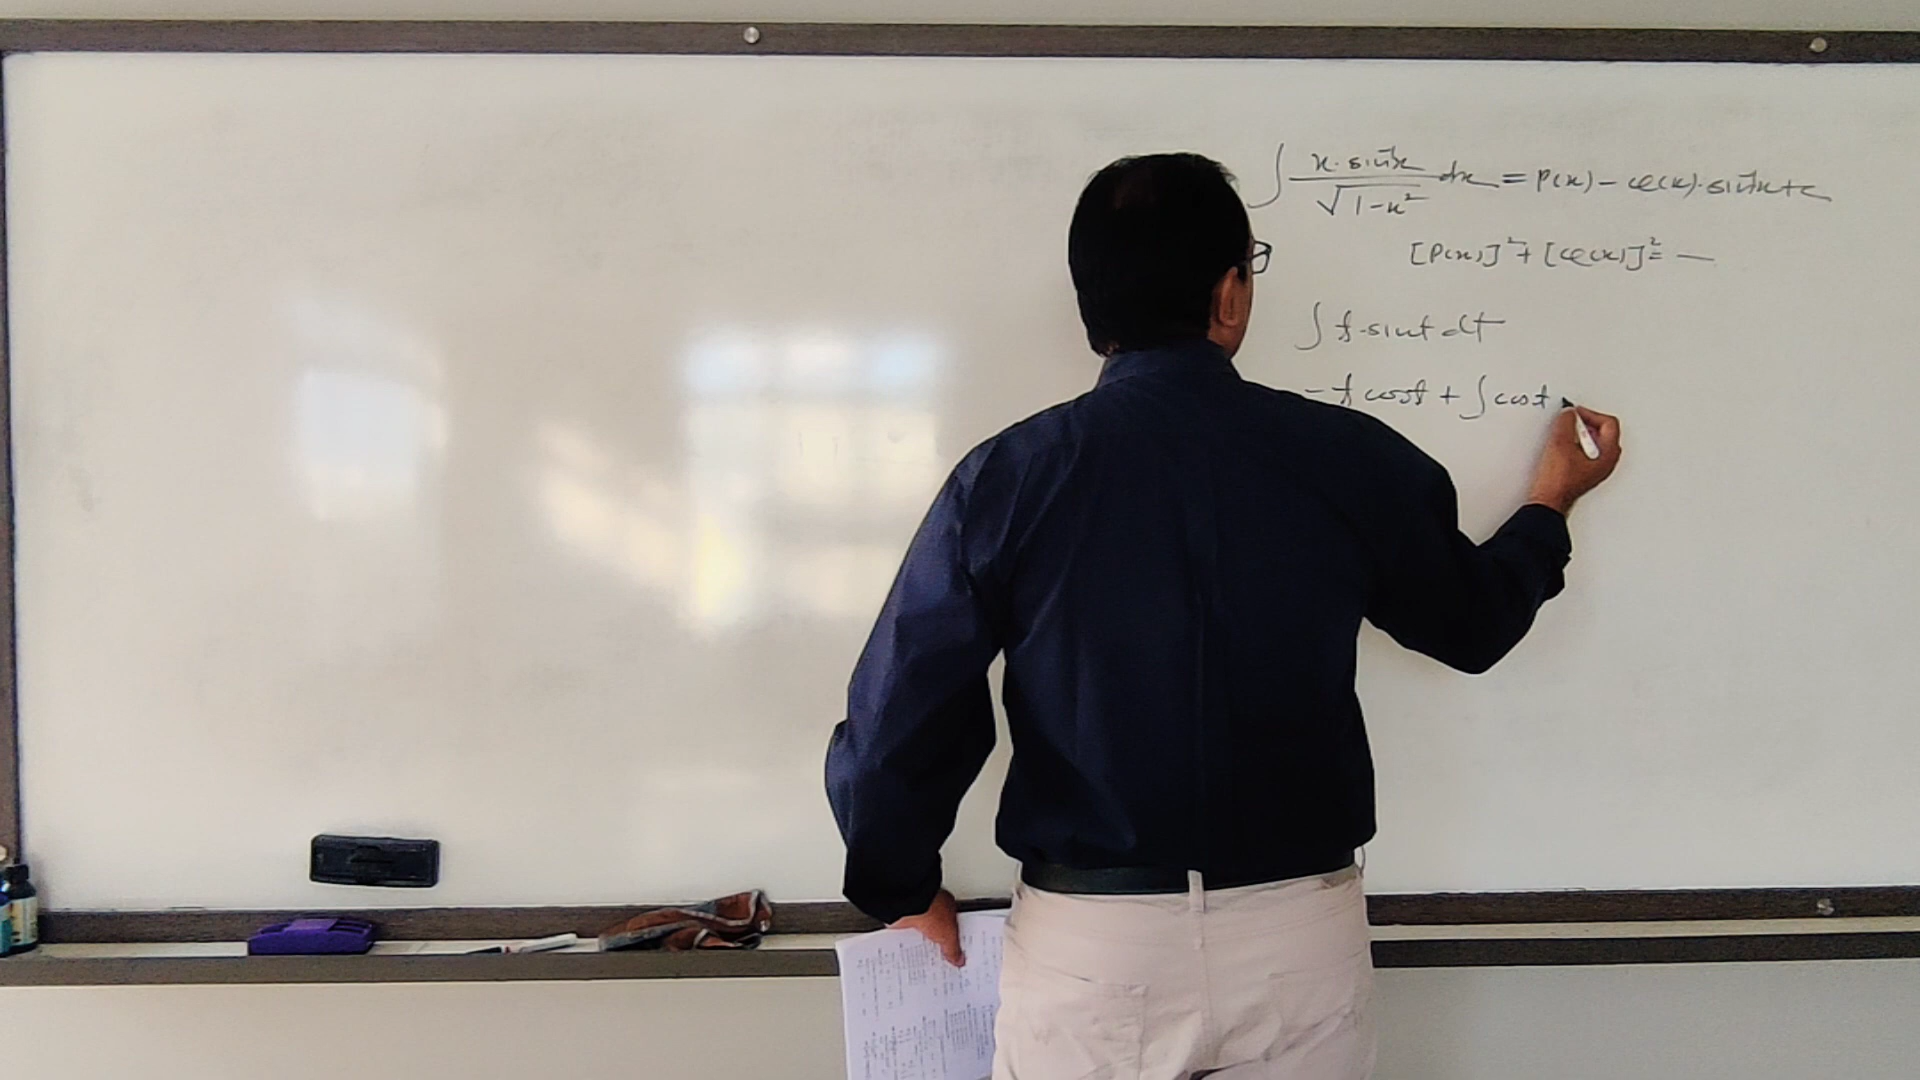 ∫ x·sin⁻¹x / √(1-x²) dx = P(x) - Q(x)·sin⁻¹x + c
[P(x)]² + [Q(x)]² = —
∫ t·sint dt
- t cost + ∫ cost